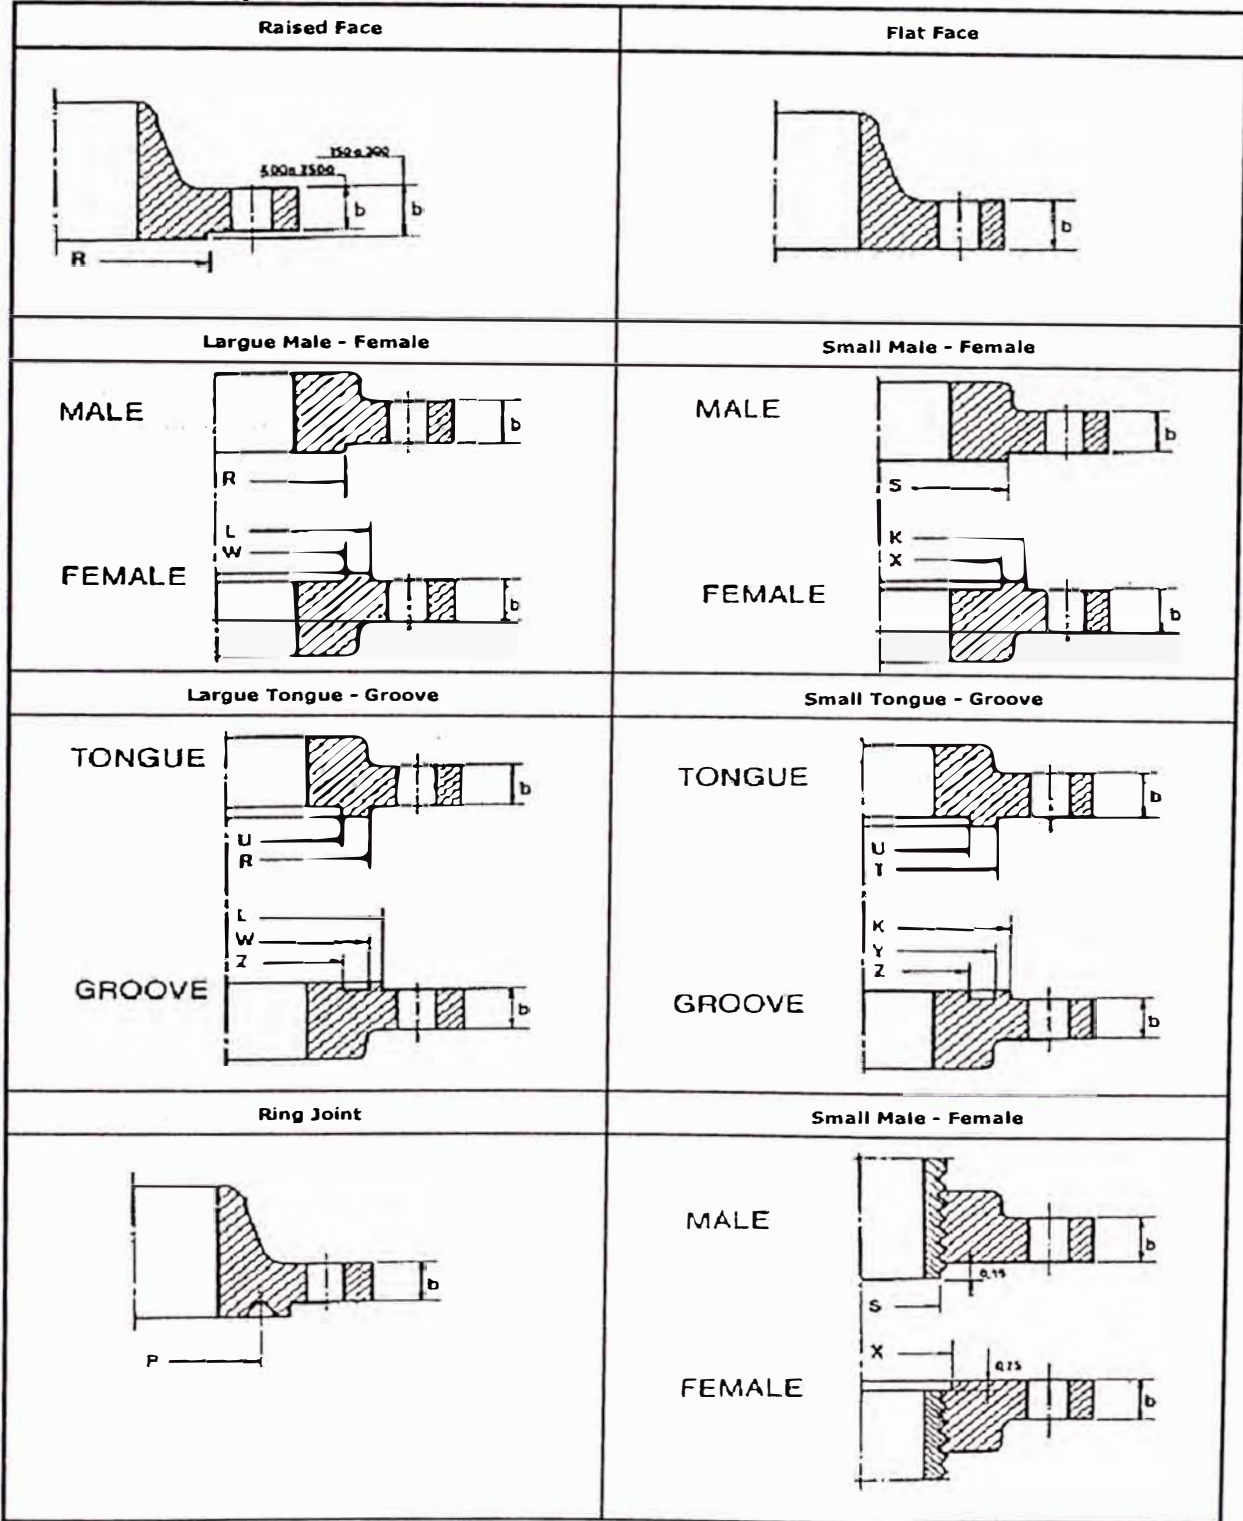 Raised Face
Flat Face
150 a 300
b
b
R
b
Largue Male - Female
Small Male - Female
MALE
b
R
L
W
FEMALE
b
MALE
b
S
K
X
FEMALE
b
Largue Tongue - Groove
Small Tongue - Groove
TONGUE
b
U
R
L
W
Z
GROOVE
b
TONGUE
b
U
T
K
Y
Z
GROOVE
b
Ring Joint
Small Male - Female
b
P
MALE
b
S
X
FEMALE
b